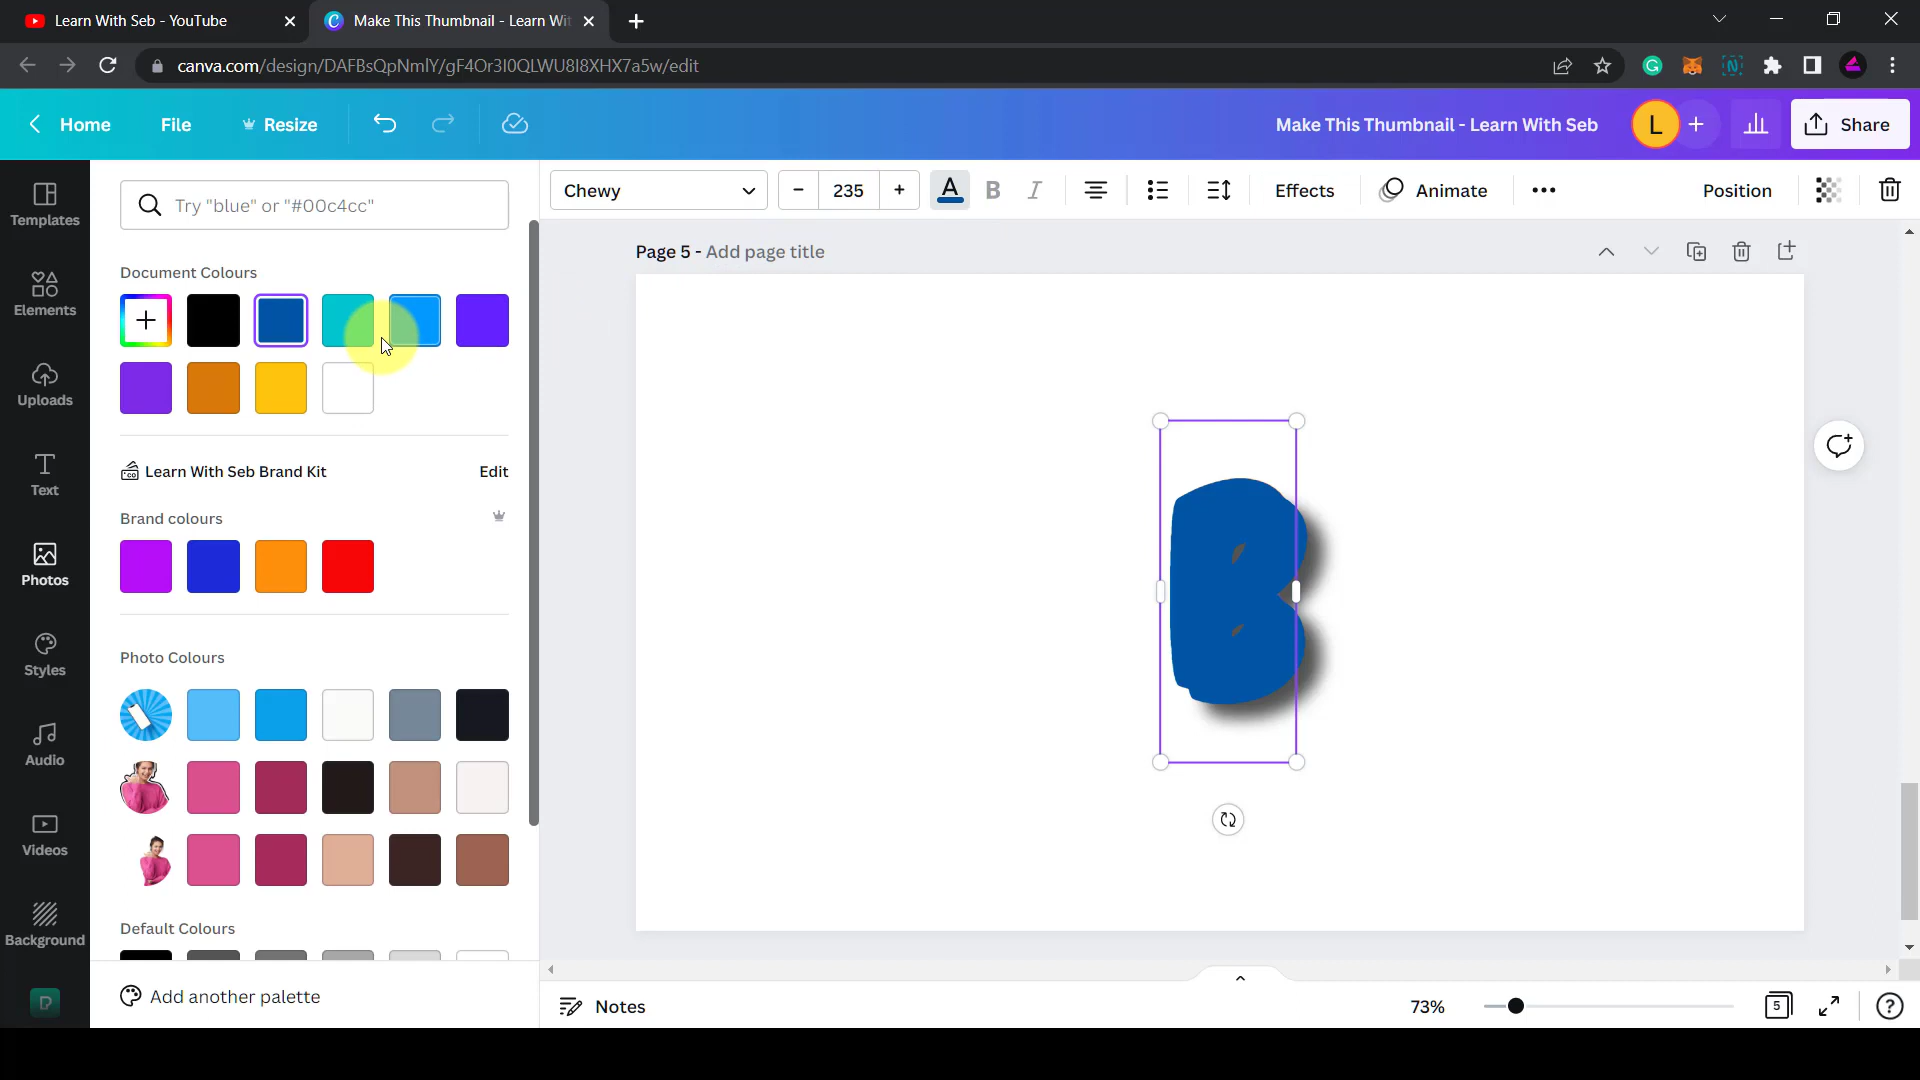 Learn With Seb - YouTube
Make This Thumbnail - Learn Wit
canva.com/design/DAFBsQpNmlY/gF4Or3I0QLWU8I8XHX7a5w/edit
Home
File
Resize
Make This Thumbnail - Learn With Seb
L
Share
Templates
Elements
Uploads
Text
Photos
Styles
Audio
Videos
Background
Try "blue" or "#00c4cc"
Document Colours
Learn With Seb Brand Kit
Edit
Brand colours
Photo Colours
Default Colours
Add another palette
Chewy
235
A
B
I
Effects
Animate
Position
Page 5 - Add page title
B
Notes
73%
5